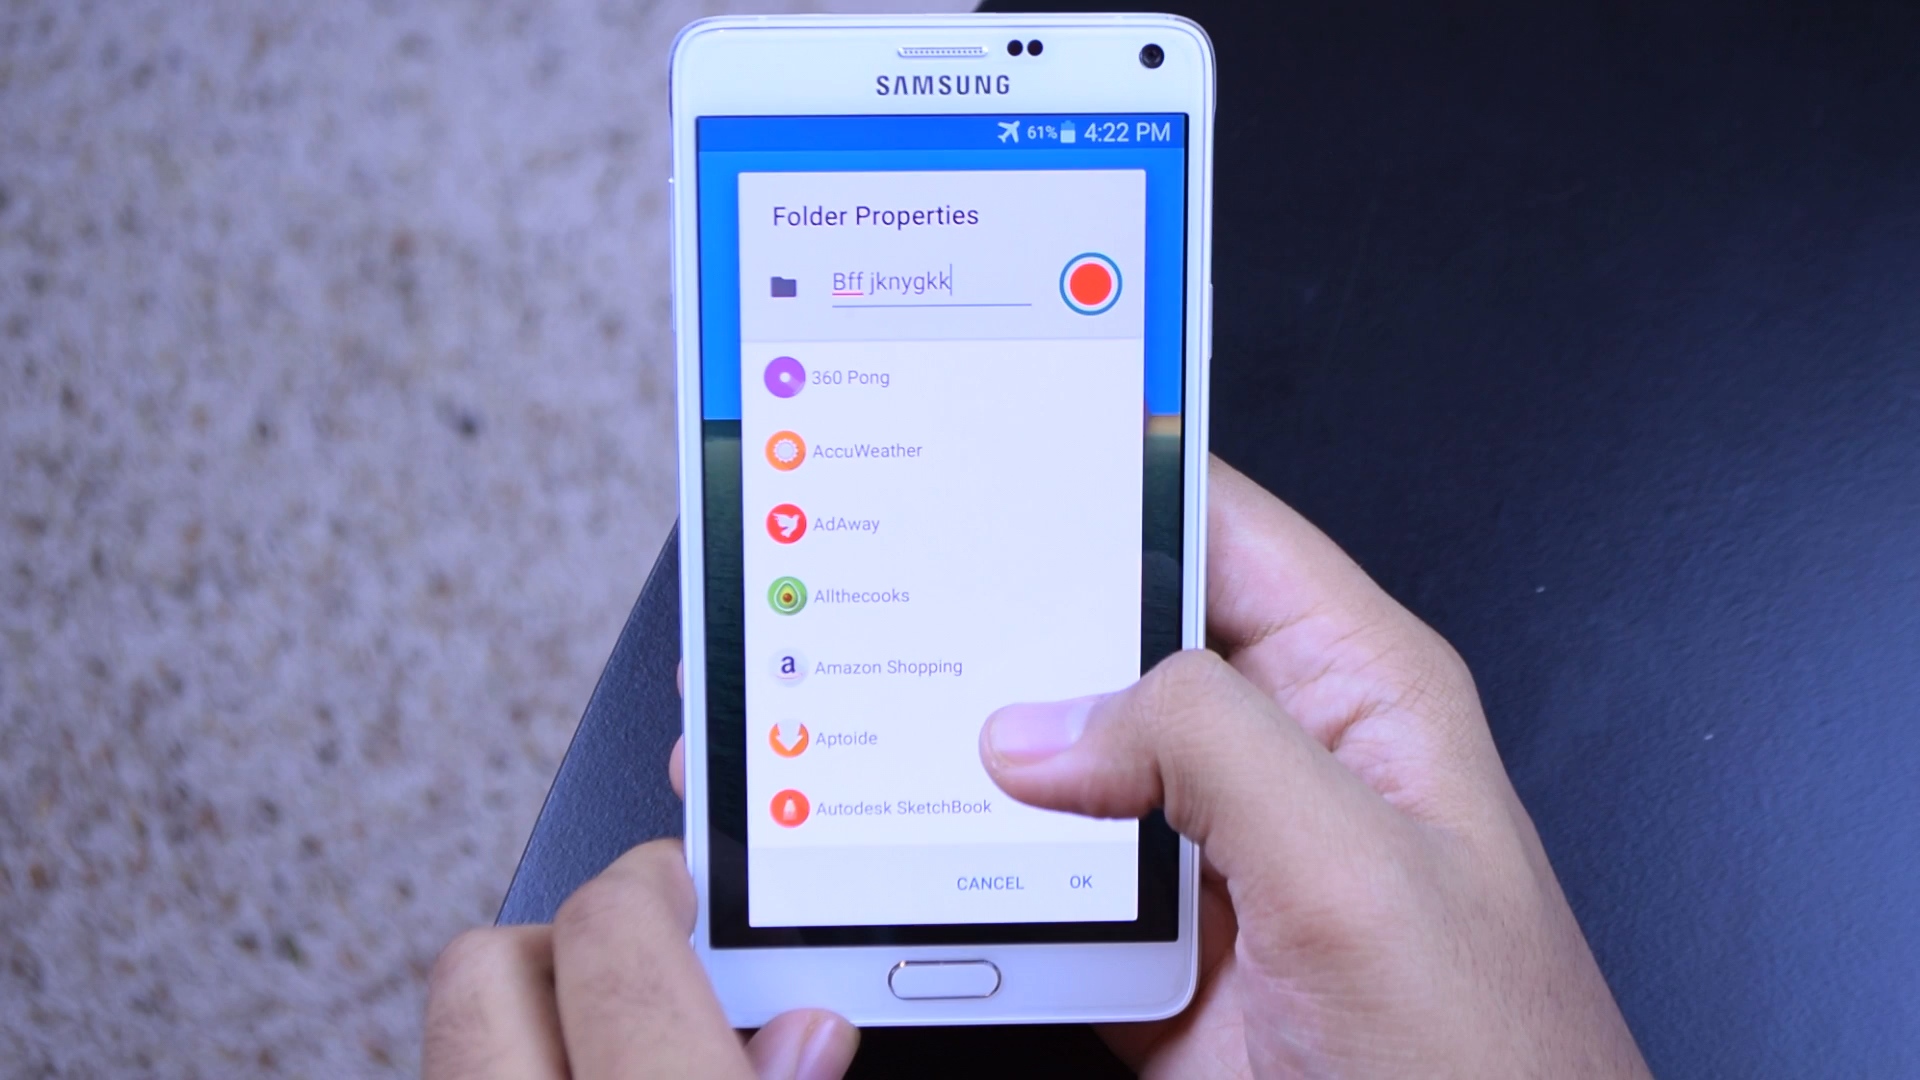 SAMSUNG
61% 4:22 PM
Folder Properties
Bff jknygkk
360 Pong
AccuWeather
AdAway
Allthecooks
a Amazon Shopping
Aptoide
Autodesk SketchBook
CANCEL OK